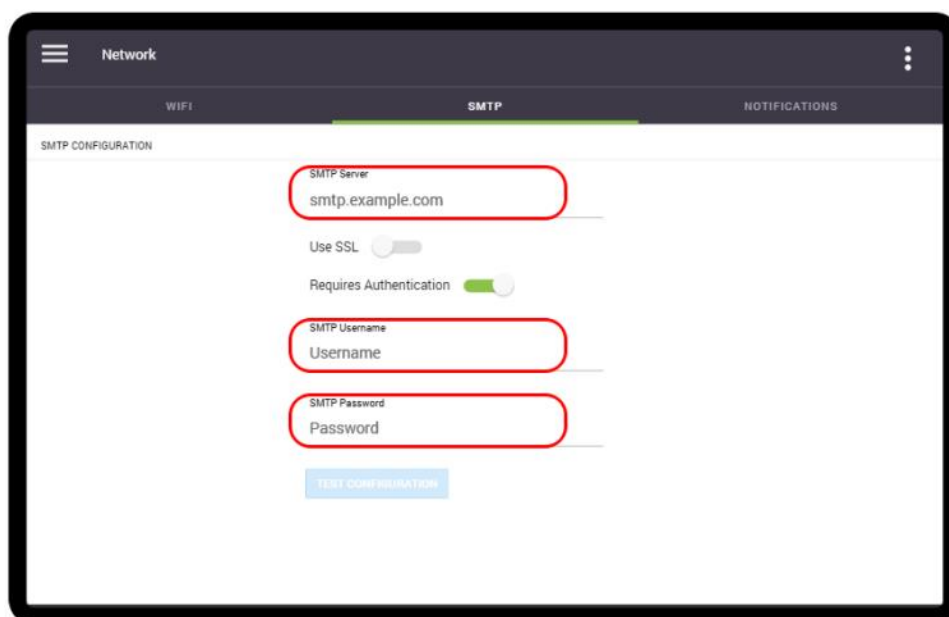 Network
WIFI SMTP NOTIFICATIONS
SMTP CONFIGURATION
SMTP Server
smtp.example.com
Use SSL
Requires Authentication
SMTP Username
Username
SMTP Password
Password
TEST CONFIGURATION